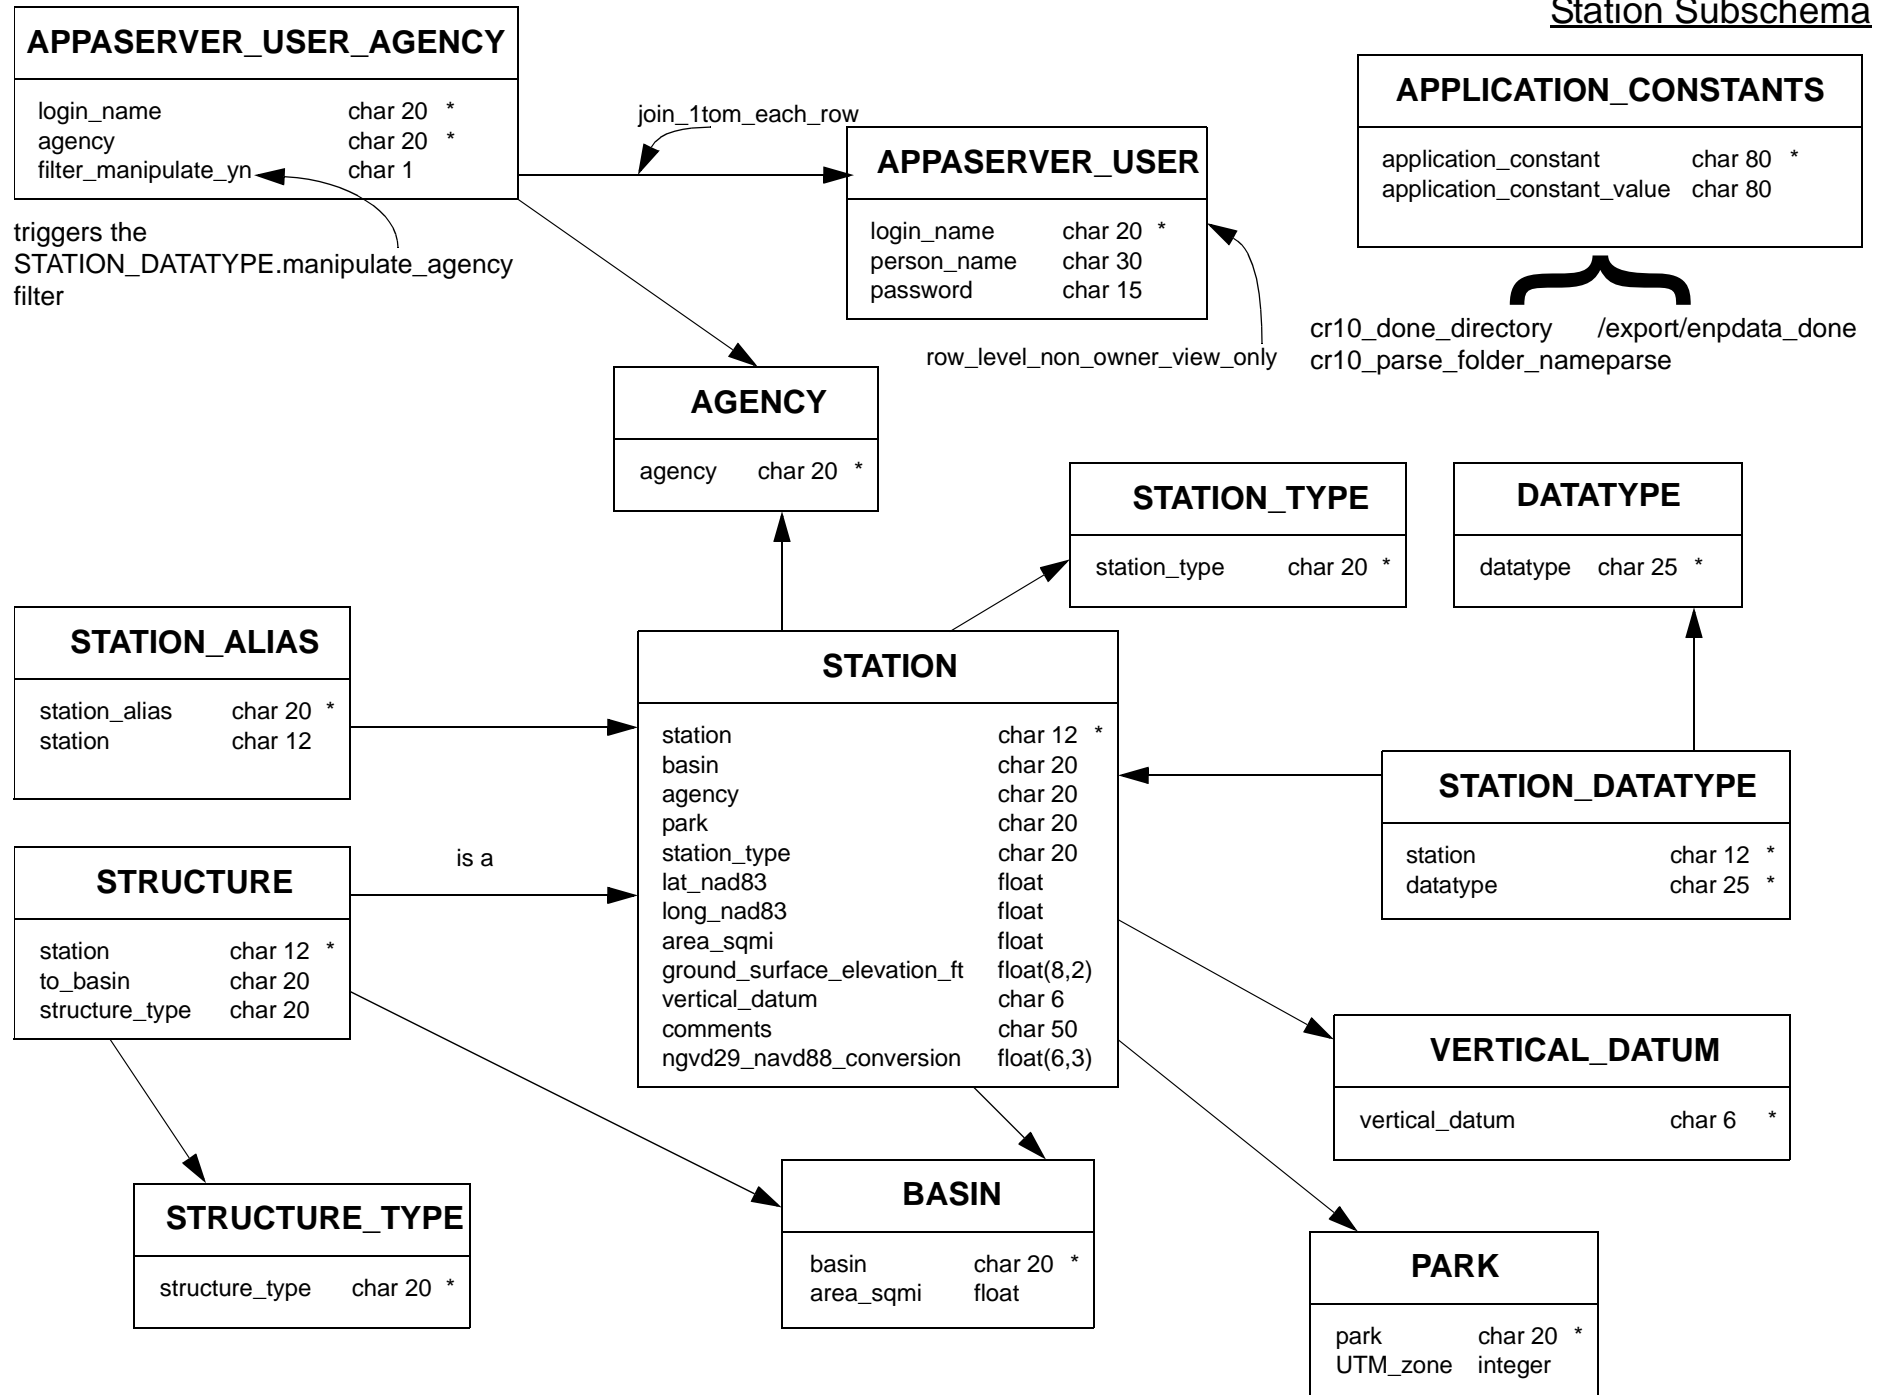 Station Subschema
APPASERVER_USER_AGENCY
login_name char 20 *
agency char 20 *
filter_manipulate_yn char 1
triggers the
STATION_DATATYPE.manipulate_agency
filter
join_1tom_each_row
APPASERVER_USER
login_name char 20 *
person_name char 30
password char 15
row_level_non_owner_view_only
APPLICATION_CONSTANTS
application_constant char 80 *
application_constant_value char 80
cr10_done_directory /export/enpdata_done
cr10_parse_folder_nameparse
AGENCY
agency char 20 *
STATION_TYPE
station_type char 20 *
DATATYPE
datatype char 25 *
STATION_ALIAS
station_alias char 20 *
station char 12
STATION
station char 12 *
basin char 20
agency char 20
park char 20
station_type char 20
lat_nad83 float
long_nad83 float
area_sqmi float
ground_surface_elevation_ft float(8,2)
vertical_datum char 6
comments char 50
ngvd29_navd88_conversion float(6,3)
STATION_DATATYPE
station char 12 *
datatype char 25 *
STRUCTURE
station char 12 *
to_basin char 20
structure_type char 20
is a
VERTICAL_DATUM
vertical_datum char 6 *
STRUCTURE_TYPE
structure_type char 20 *
BASIN
basin char 20 *
area_sqmi float
PARK
park char 20 *
UTM_zone integer